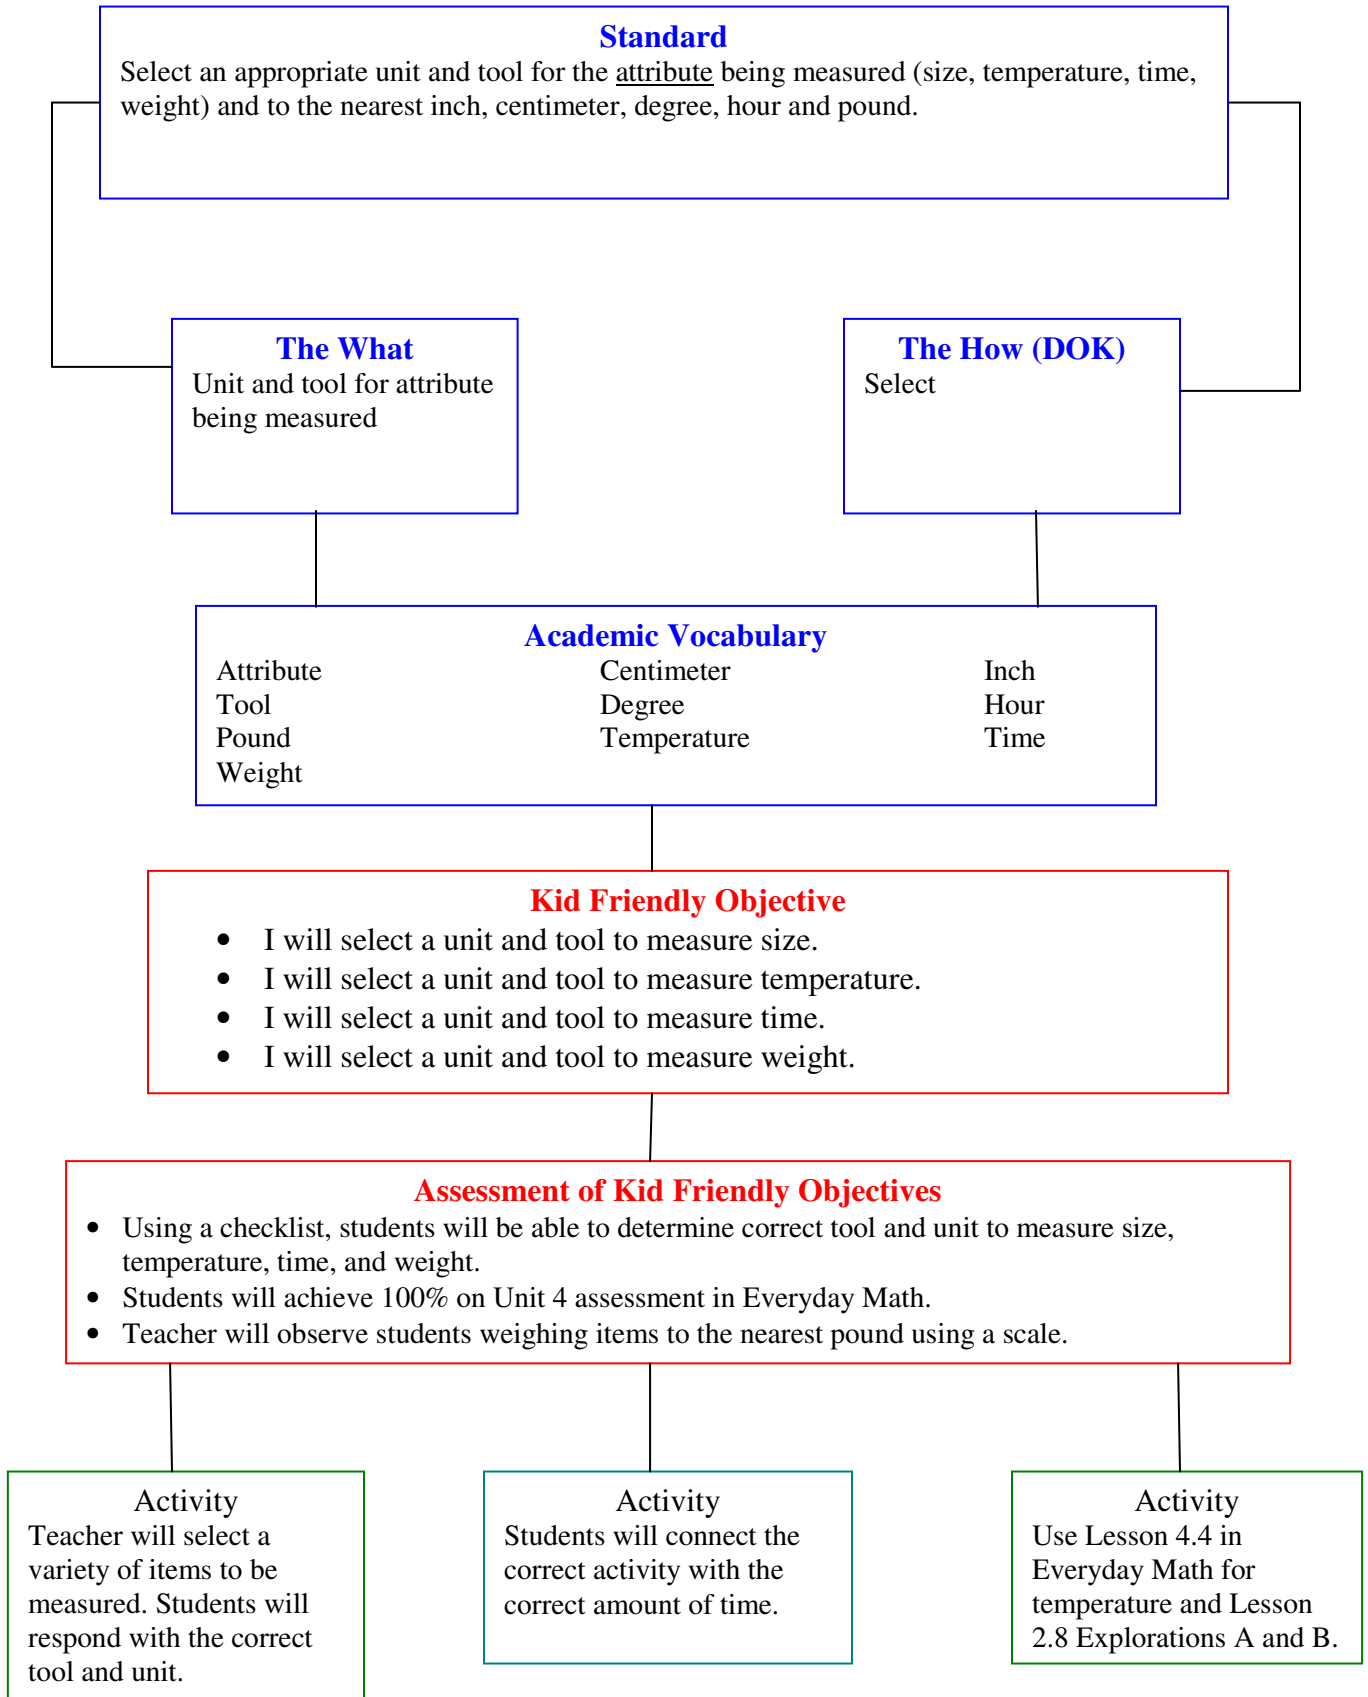 Standard
Select an appropriate unit and tool for the attribute being measured (size, temperature, time,
weight) and to the nearest inch, centimeter, degree, hour and pound.
The What
Unit and tool for attribute
being measured
The How (DOK)
Select
Academic Vocabulary
Attribute Centimeter Inch
Tool Degree Hour
Pound Temperature Time
Weight
Kid Friendly Objective
• I will select a unit and tool to measure size.
• I will select a unit and tool to measure temperature.
• I will select a unit and tool to measure time.
• I will select a unit and tool to measure weight.
Assessment of Kid Friendly Objectives
• Using a checklist, students will be able to determine correct tool and unit to measure size,
temperature, time, and weight.
• Students will achieve 100% on Unit 4 assessment in Everyday Math.
• Teacher will observe students weighing items to the nearest pound using a scale.
Activity
Teacher will select a
variety of items to be
measured. Students will
respond with the correct
tool and unit.
Activity
Students will connect the
correct activity with the
correct amount of time.
Activity
Use Lesson 4.4 in
Everyday Math for
temperature and Lesson
2.8 Explorations A and B.